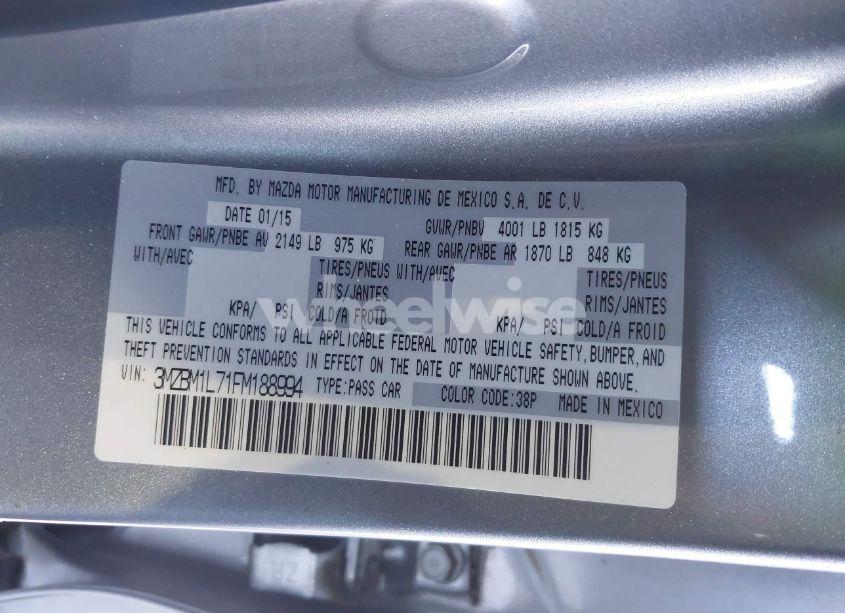 MFD. BY MAZDA MOTOR MANUFACTURING DE MEXICO S.A. DE C.V.
DATE 01/15 GVWR/PNBV 4001 LB 1815 KG
FRONT GAWR/PNBE AV 2149 LB 975 KG REAR GAWR/PNBE AR 1870 LB 848 KG
WITH/AVEC TIRES/PNEUS WITH/AVEC TIRES/PNEUS
RIMS/JANTES RIMS/JANTES
KPA/ PSI COLD/A FROID KPA/ PSI COLD/A FROID
wheelwise
THIS VEHICLE CONFORMS TO ALL APPLICABLE FEDERAL MOTOR VEHICLE SAFETY, BUMPER, AND
THEFT PREVENTION STANDARDS IN EFFECT ON THE DATE OF MANUFACTURE SHOWN ABOVE.
VIN: 3MZBM1L71FM188994 TYPE:PASS CAR COLOR CODE:38P MADE IN MEXICO